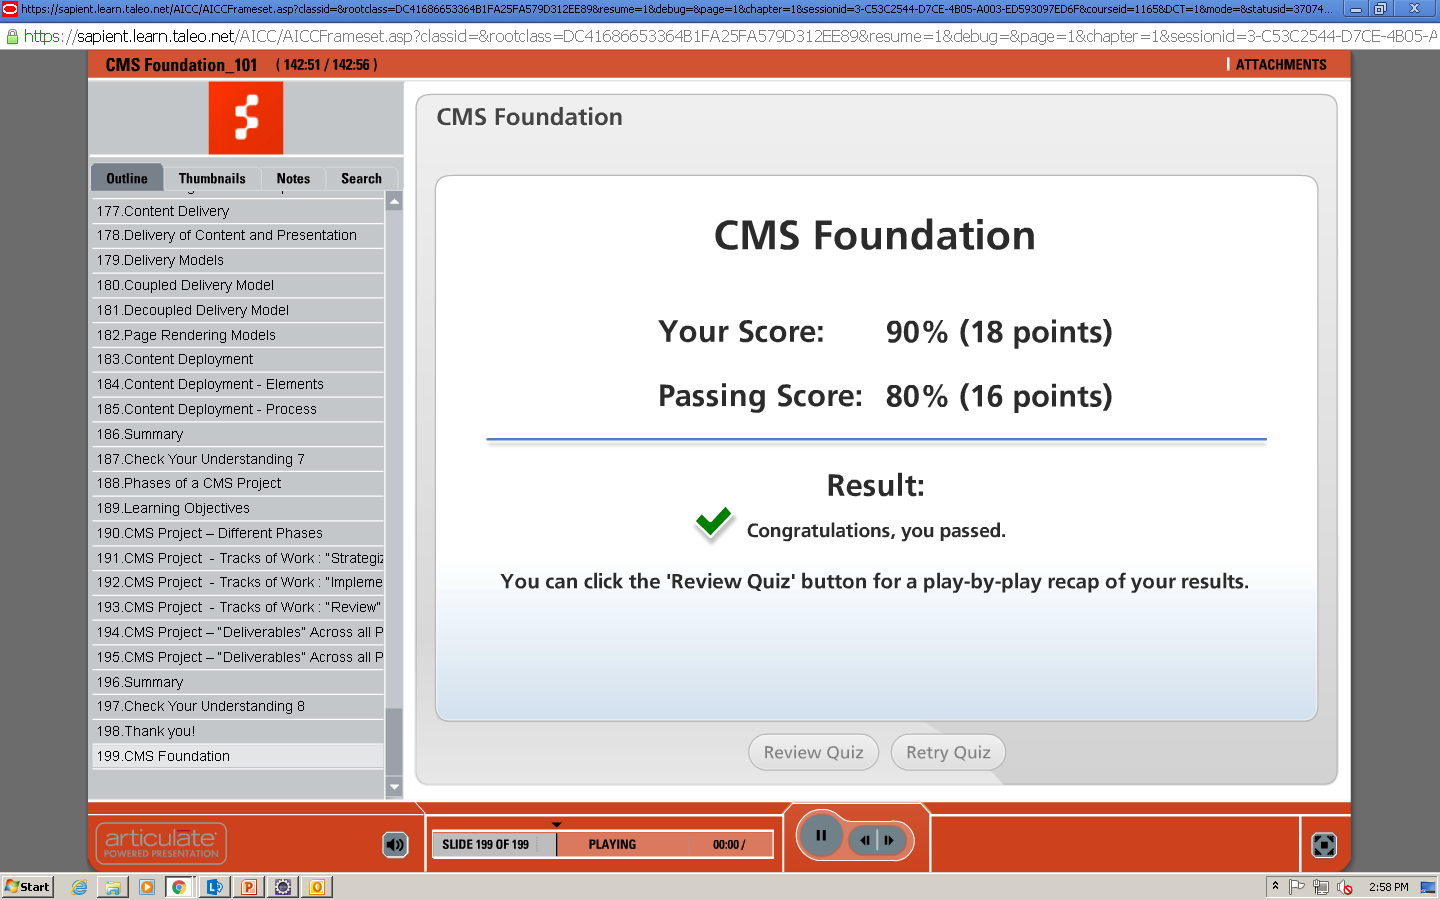 https://sapient.learn.taleo.net/AICC/AICCFrameset.asp?classid=&rootclass=DC41686653364B1FA25FA579D312EE89&resume=1&debug=&page=1&chapter=1&sessionid=3-C53C2544-D7CE-4B05-A003-ED593097ED6F&courseid=1165&DCT=1&mode=&statusid=37074...
https://sapient.learn.taleo.net/AICC/AICCFrameset.asp?classid=&rootclass=DC41686653364B1FA25FA579D312EE89&resume=1&debug=&page=1&chapter=1&sessionid=3-C53C2544-D7CE-4B05-A
CMS Foundation_101 ( 142:51 / 142:56 )
ATTACHMENTS
Outline Thumbnails Notes Search
177.Content Delivery
178.Delivery of Content and Presentation
179.Delivery Models
180.Coupled Delivery Model
181.Decoupled Delivery Model
182.Page Rendering Models
183.Content Deployment
184.Content Deployment - Elements
185.Content Deployment - Process
186.Summary
187.Check Your Understanding 7
188.Phases of a CMS Project
189.Learning Objectives
190.CMS Project – Different Phases
191.CMS Project - Tracks of Work : "Strategiz
192.CMS Project - Tracks of Work : "Impleme
193.CMS Project - Tracks of Work : "Review"
194.CMS Project – "Deliverables" Across all P
195.CMS Project – "Deliverables" Across all P
196.Summary
197.Check Your Understanding 8
198.Thank you!
199.CMS Foundation
CMS Foundation
CMS Foundation
Your Score: 90% (18 points)
Passing Score: 80% (16 points)
Result:
Congratulations, you passed.
You can click the 'Review Quiz' button for a play-by-play recap of your results.
Review Quiz Retry Quiz
articulate
POWERED PRESENTATION
SLIDE 199 OF 199 PLAYING 00:00 /
Start
2:58 PM